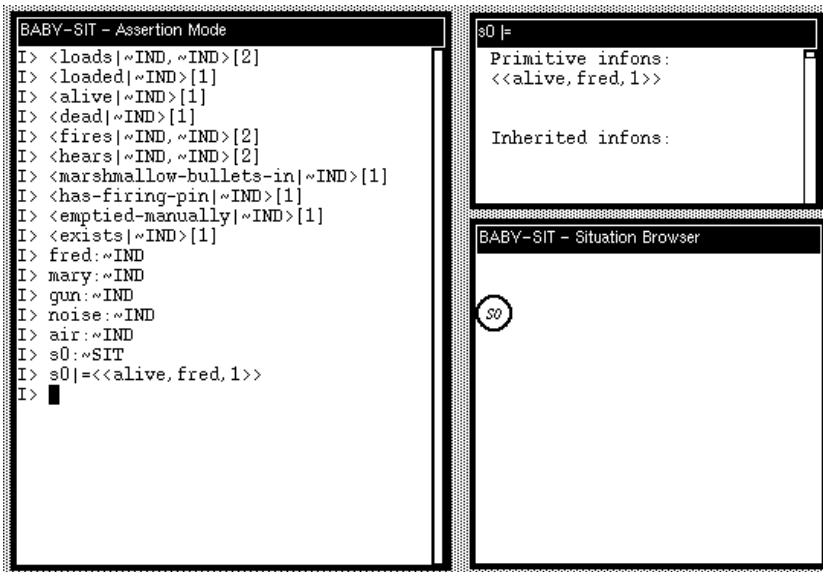 BABY-SIT - Assertion Mode
I> <loads|~IND,~IND>[2]
I> <loaded|~IND>[1]
I> <alive|~IND>[1]
I> <dead|~IND>[1]
I> <fires|~IND,~IND>[2]
I> <hears|~IND,~IND>[2]
I> <marshmallow-bullets-in|~IND>[1]
I> <has-firing-pin|~IND>[1]
I> <emptied-manually|~IND>[1]
I> <exists|~IND>[1]
I> fred:~IND
I> mary:~IND
I> gun:~IND
I> noise:~IND
I> air:~IND
I> s0:~SIT
I> s0|=<<alive,fred,1>>
I>
s0 |=
Primitive infons:
<<alive,fred,1>>
Inherited infons:
BABY-SIT - Situation Browser
S0